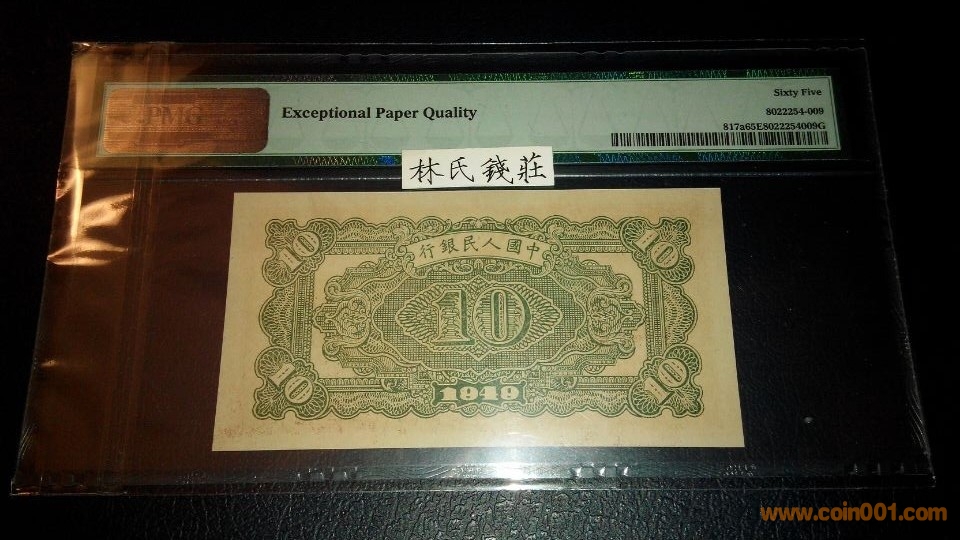 PMG
Exceptional Paper Quality
Sixty Five
8022254-009
817a65E8022254009G
林氏錢莊
行銀民人國中
10
10
10
10
10
1949
www.coin001.com